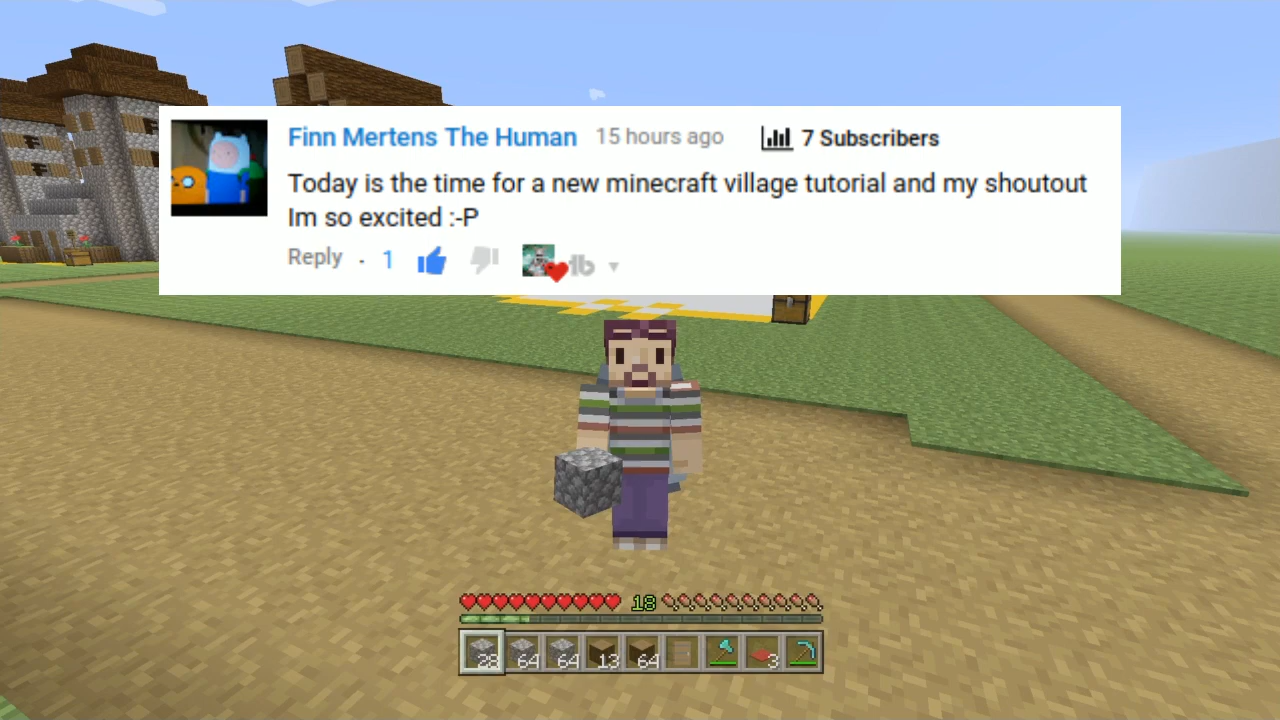 Finn Mertens The Human 15 hours ago 7 Subscribers
Today is the time for a new minecraft village tutorial and my shoutout
Im so excited :-P
Reply . 1
18
28 64 64 13 64 3